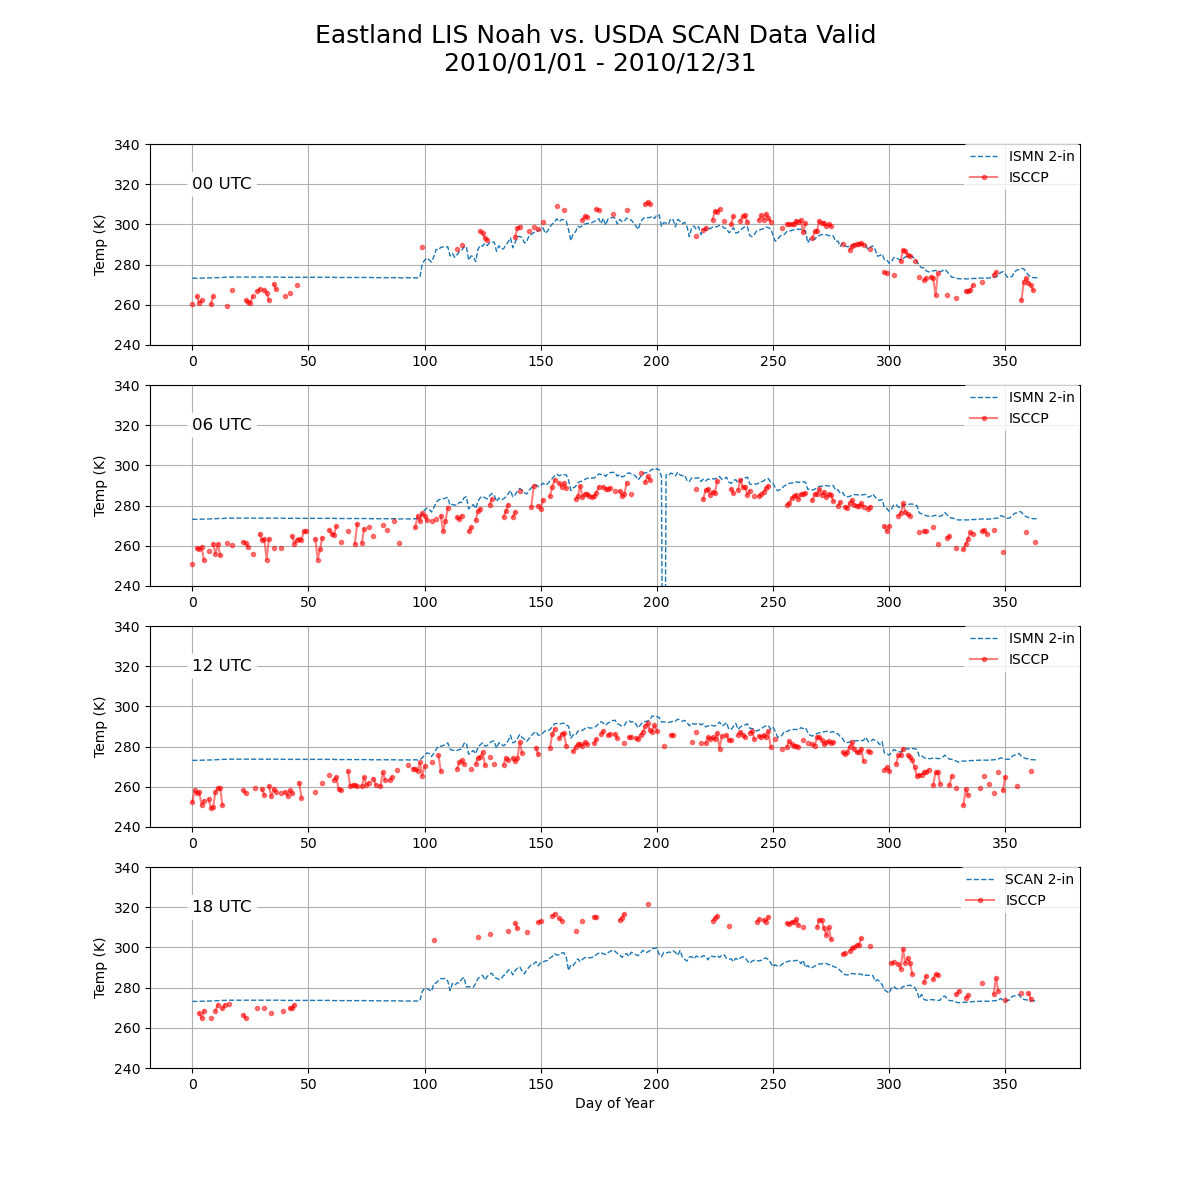 Eastland LIS Noah vs. USDA SCAN Data Valid
2010/01/01 - 2010/12/31
340
320
300
280
260
240
Temp (K)
00 UTC
ISMN 2-in
ISCCP
0 50 100 150 200 250 300 350
340
320
300
280
260
240
Temp (K)
06 UTC
ISMN 2-in
ISCCP
0 50 100 150 200 250 300 350
340
320
300
280
260
240
Temp (K)
12 UTC
ISMN 2-in
ISCCP
0 50 100 150 200 250 300 350
340
320
300
280
260
240
Temp (K)
18 UTC
SCAN 2-in
ISCCP
0 50 100 150 200 250 300 350
Day of Year